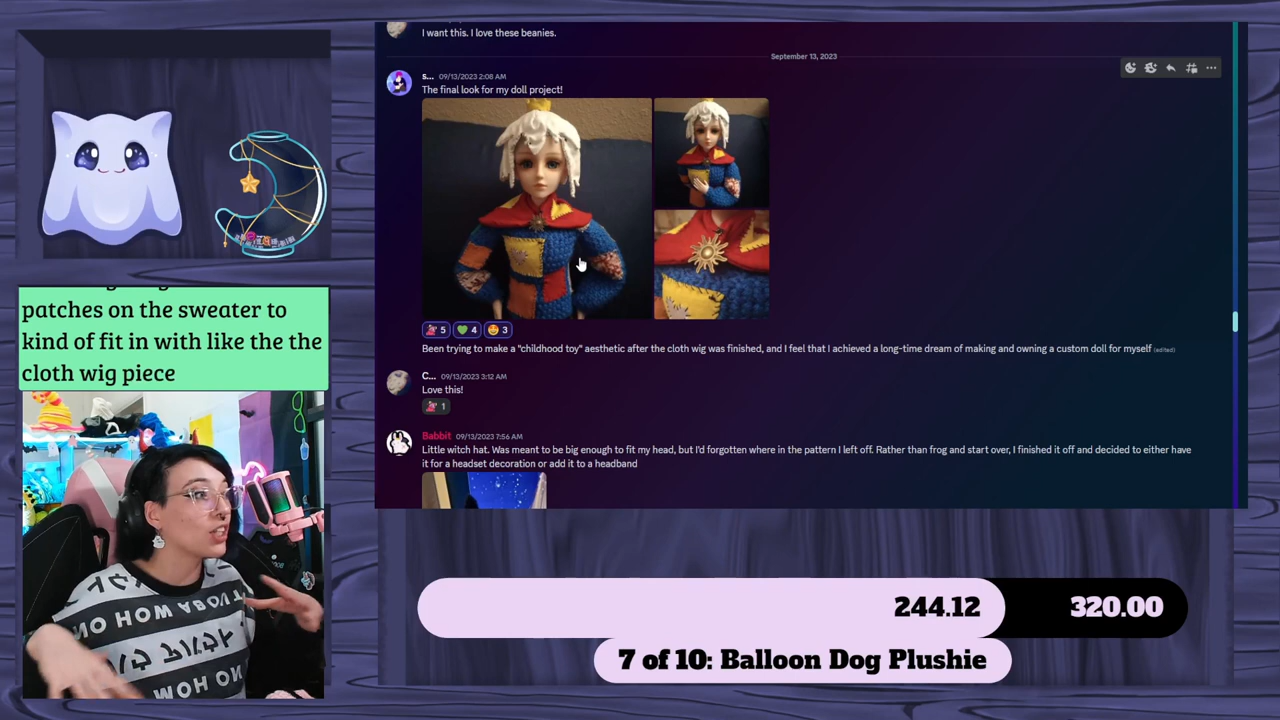 I want this. I love these beanies.
September 13, 2023
s... 09/13/2023 2:08 AM
The final look for my doll project!
5 4 3
Been trying to make a "childhood toy" aesthetic after the cloth wig was finished, and I feel that I achieved a long-time dream of making and owning a custom doll for myself (edited)
C... 09/13/2023 3:12 AM
Love this!
1
Babbit 09/13/2023 7:56 AM
Little witch hat. Was meant to be big enough to fit my head, but I'd forgotten where in the pattern I left off. Rather than frog and start over, I finished it off and decided to either have
it for a headset decoration or add it to a headband
patches on the sweater to
kind of fit in with like the the
cloth wig piece
244.12 320.00
7 of 10: Balloon Dog Plushie